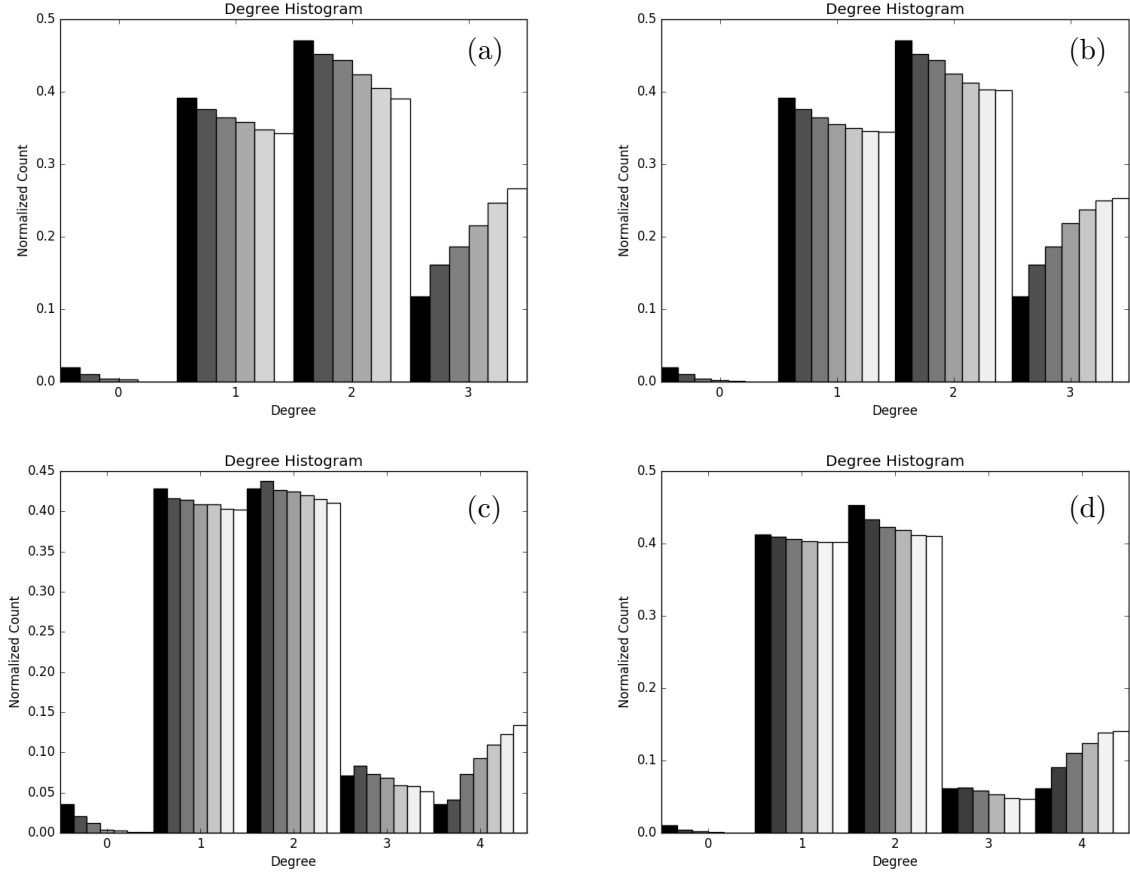 Degree Histogram
(a)
Normalized Count
0.5
0.4
0.3
0.2
0.1
0.0
0 1 2 3
Degree
Degree Histogram
(b)
Normalized Count
0.5
0.4
0.3
0.2
0.1
0.0
0 1 2 3
Degree
Degree Histogram
(c)
Normalized Count
0.45
0.40
0.35
0.30
0.25
0.20
0.15
0.10
0.05
0.00
0 1 2 3 4
Degree
Degree Histogram
(d)
Normalized Count
0.5
0.4
0.3
0.2
0.1
0.0
0 1 2 3 4
Degree